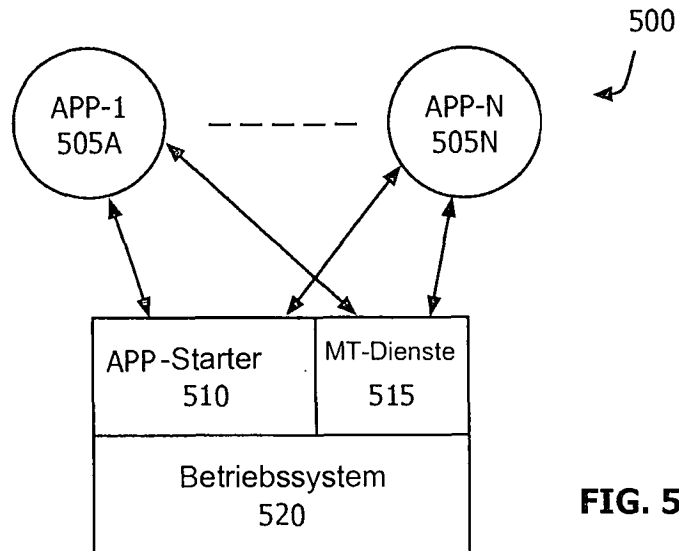 500
APP-1
505A
APP-N
505N
APP-Starter
510
MT-Dienste
515
Betriebssystem
520
FIG. 5